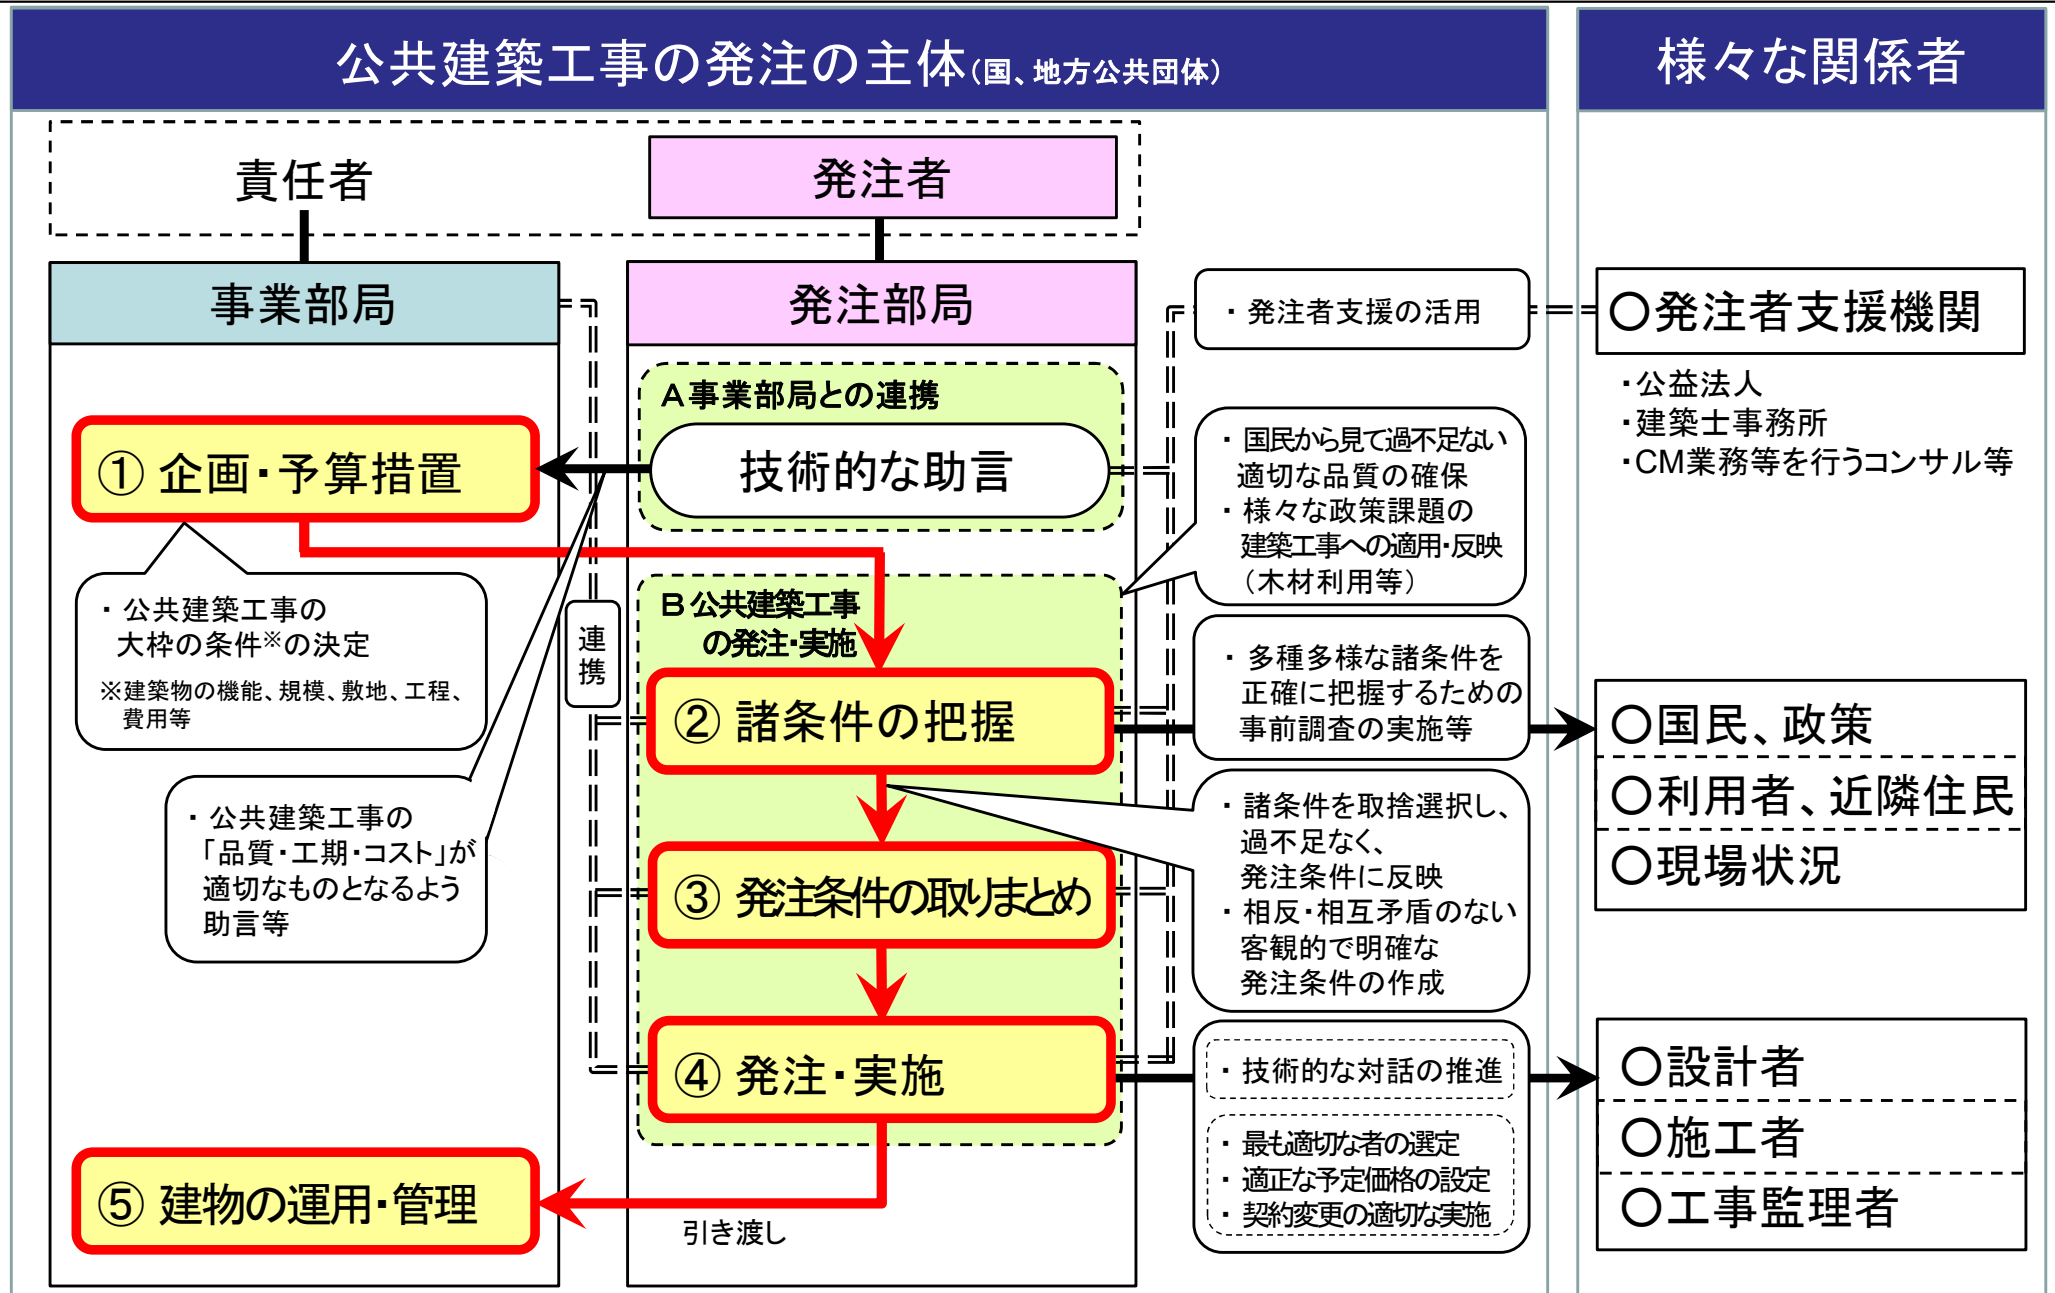 公共建築工事の発注の主体(国、地方公共団体)
様々な関係者
責任者
発注者
事業部局
発注部局
・ 発注者支援の活用
〇発注者支援機関
・公益法人
・建築士事務所
・CM業務等を行うコンサル等
A 事業部局との連携
技術的な助言
① 企画・予算措置
・ 国民から見て過不足ない
適切な品質の確保
・ 様々な政策課題の
建築工事への適用・反映
(木材利用等)
・ 公共建築工事の
大枠の条件※の決定
※建築物の機能、規模、敷地、工程、
費用等
連
携
B 公共建築工事
の発注・実施
② 諸条件の把握
・ 多種多様な諸条件を
正確に把握するための
事前調査の実施等
〇国民、政策
〇利用者、近隣住民
〇現場状況
・ 公共建築工事の
「品質・工期・コスト」が
適切なものとなるよう
助言等
③ 発注条件の取りまとめ
・ 諸条件を取捨選択し、
過不足なく、
発注条件に反映
・ 相反・相互矛盾のない
客観的で明確な
発注条件の作成
④ 発注・実施
・ 技術的な対話の推進
・ 最も適切な者の選定
・ 適正な予定価格の設定
・ 契約変更の適切な実施
〇設計者
〇施工者
〇工事監理者
⑤ 建物の運用・管理
引き渡し